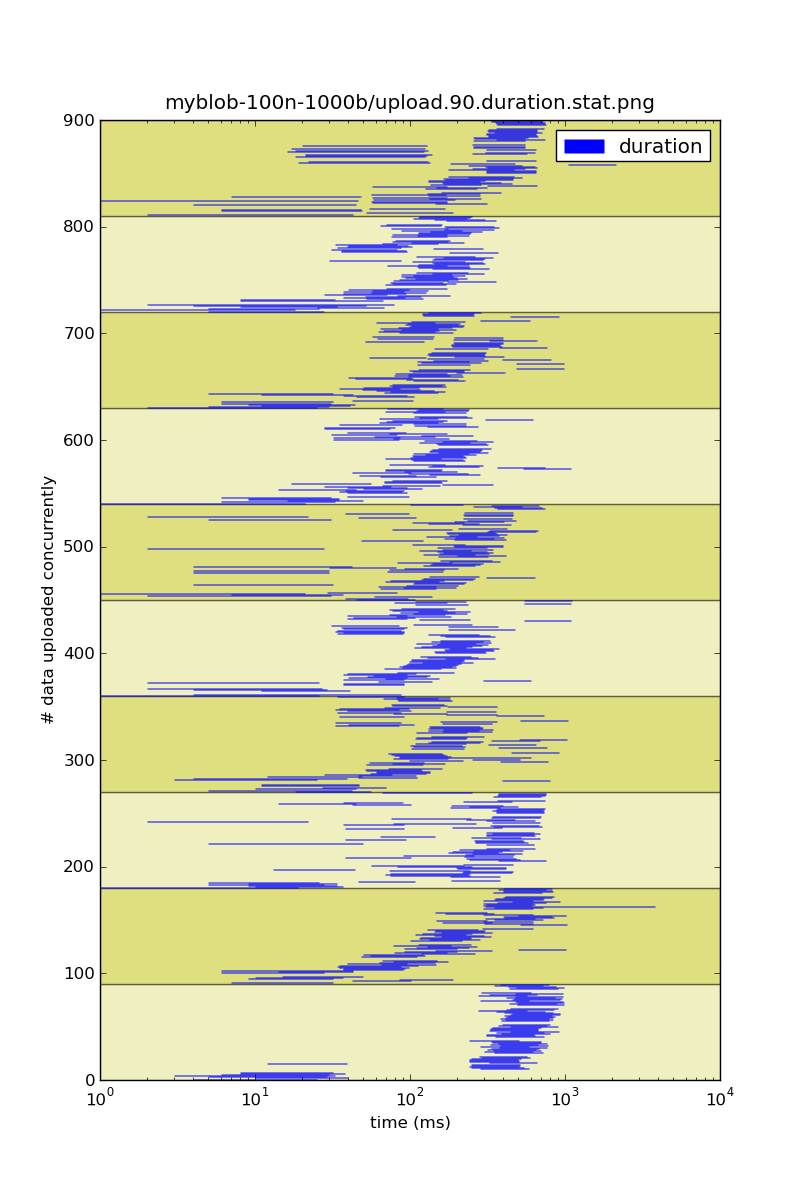 myblob-100n-1000b/upload.90.duration.stat.png
duration
900
800
700
600
500
400
300
200
100
0
# data uploaded concurrently
10^0 10^1 10^2 10^3 10^4
time (ms)